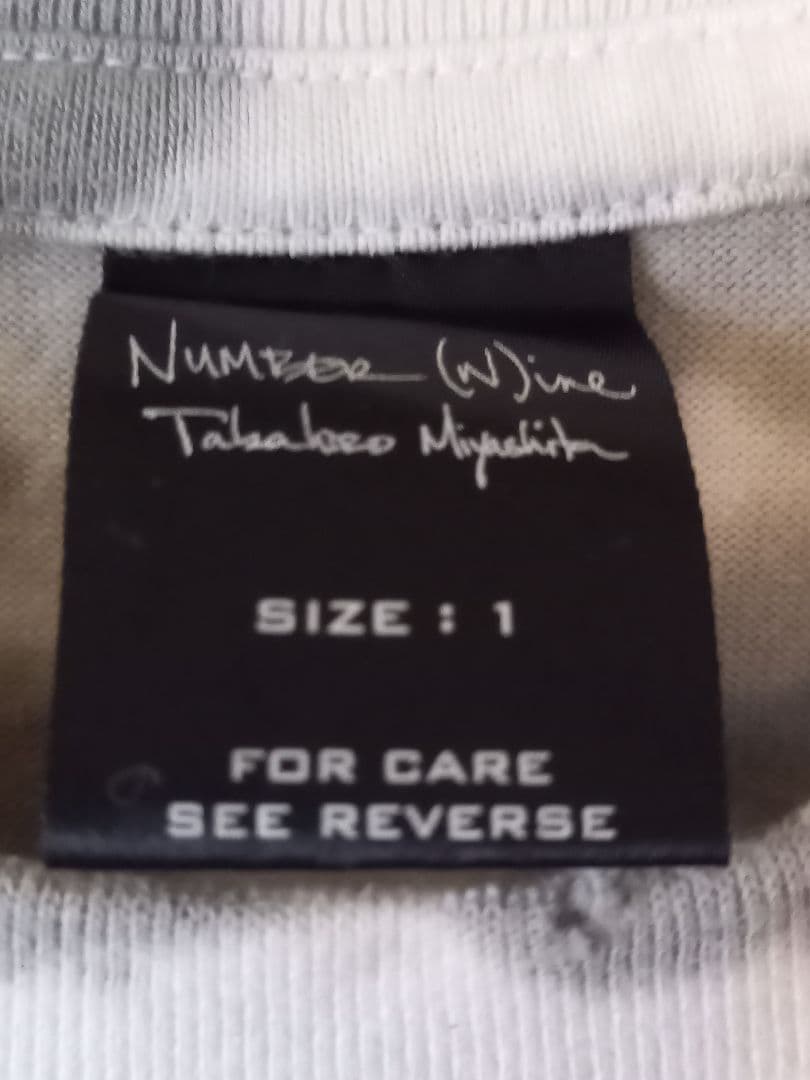 NUMBER (N)ine
Takahiro Miyashita
SIZE : 1
FOR CARE
SEE REVERSE